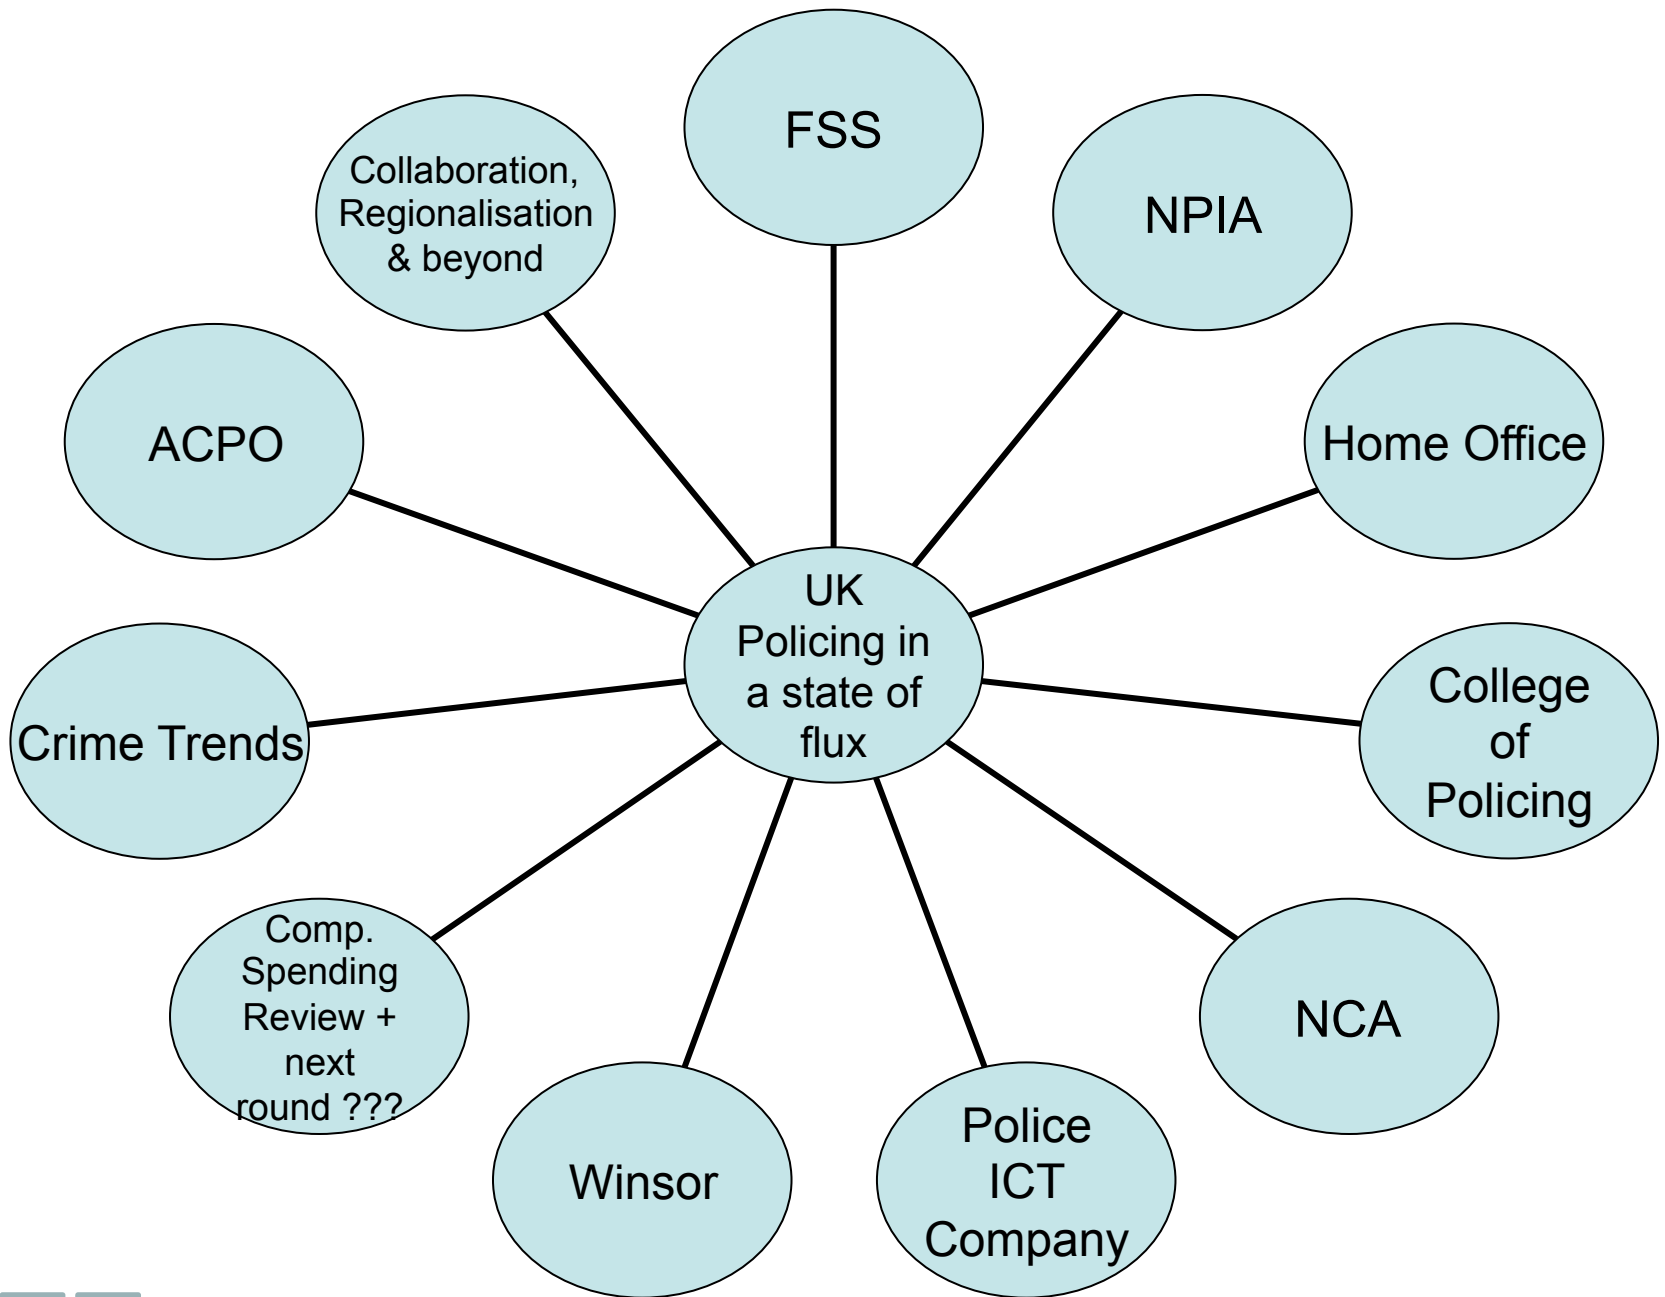 FSS
NPIA
Home Office
College
of
Policing
NCA
Police
ICT
Company
Winsor
Comp.
Spending
Review +
next
round ???
Crime Trends
ACPO
Collaboration,
Regionalisation
& beyond
UK
Policing in
a state of
flux